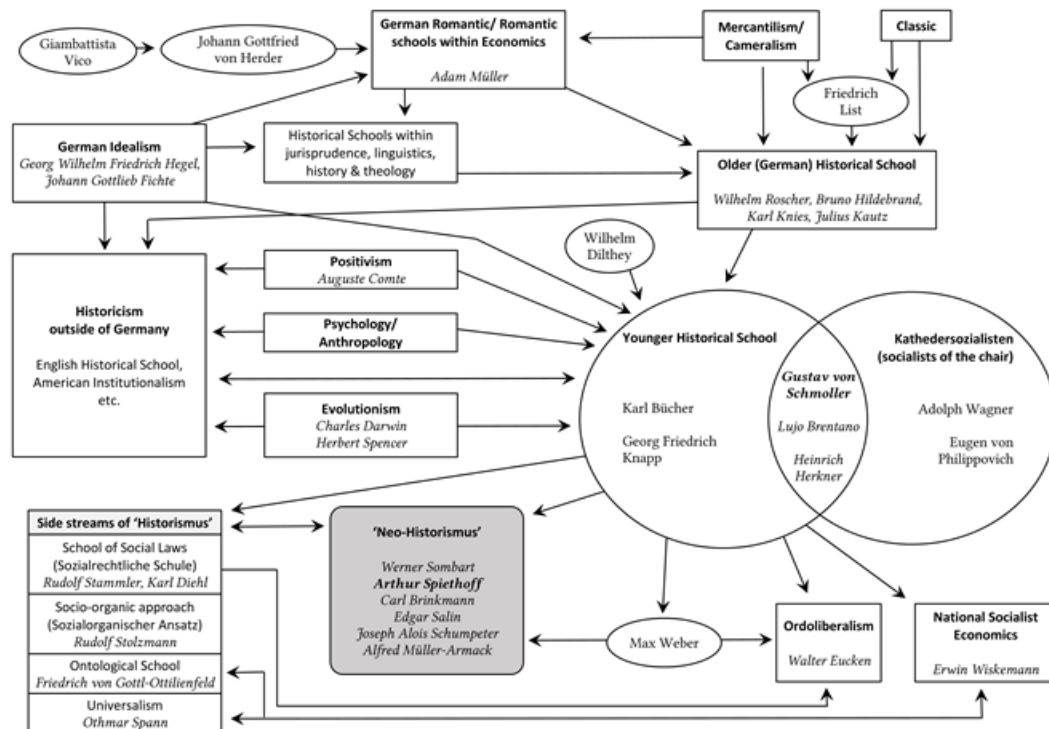 Giambattista
Vico
Johann Gottfried
von Herder
German Romantic/ Romantic
schools within Economics
Adam Müller
Mercantilism/
Cameralism
Classic
Friedrich
List
German Idealism
Georg Wilhelm Friedrich Hegel,
Johann Gottlieb Fichte
Historical Schools within
jurisprudence, linguistics,
history & theology
Older (German) Historical School
Wilhelm Roscher, Bruno Hildebrand,
Karl Knies, Julius Kautz
Wilhelm
Dilthey
Historicism
outside of Germany
English Historical School,
American Institutionalism
etc.
Positivism
Auguste Comte
Psychology/
Anthropology
Evolutionism
Charles Darwin
Herbert Spencer
Younger Historical School
Karl Bücher
Georg Friedrich
Knapp
Gustav von
Schmoller
Lujo Brentano
Heinrich
Herkner
Kathedersozialisten
(socialists of the chair)
Adolph Wagner
Eugen von
Philippovich
Side streams of 'Historismus'
School of Social Laws
(Sozialrechtliche Schule)
Rudolf Stammler, Karl Diehl
Socio-organic approach
(Sozialorganischer Ansatz)
Rudolf Stolzmann
Ontological School
Friedrich von Gottl-Ottilienfeld
Universalism
Othmar Spann
'Neo-Historismus'
Werner Sombart
Arthur Spiethoff
Carl Brinkmann
Edgar Salin
Joseph Alois Schumpeter
Alfred Müller-Armack
Max Weber
Ordoliberalism
Walter Eucken
National Socialist
Economics
Erwin Wiskemann